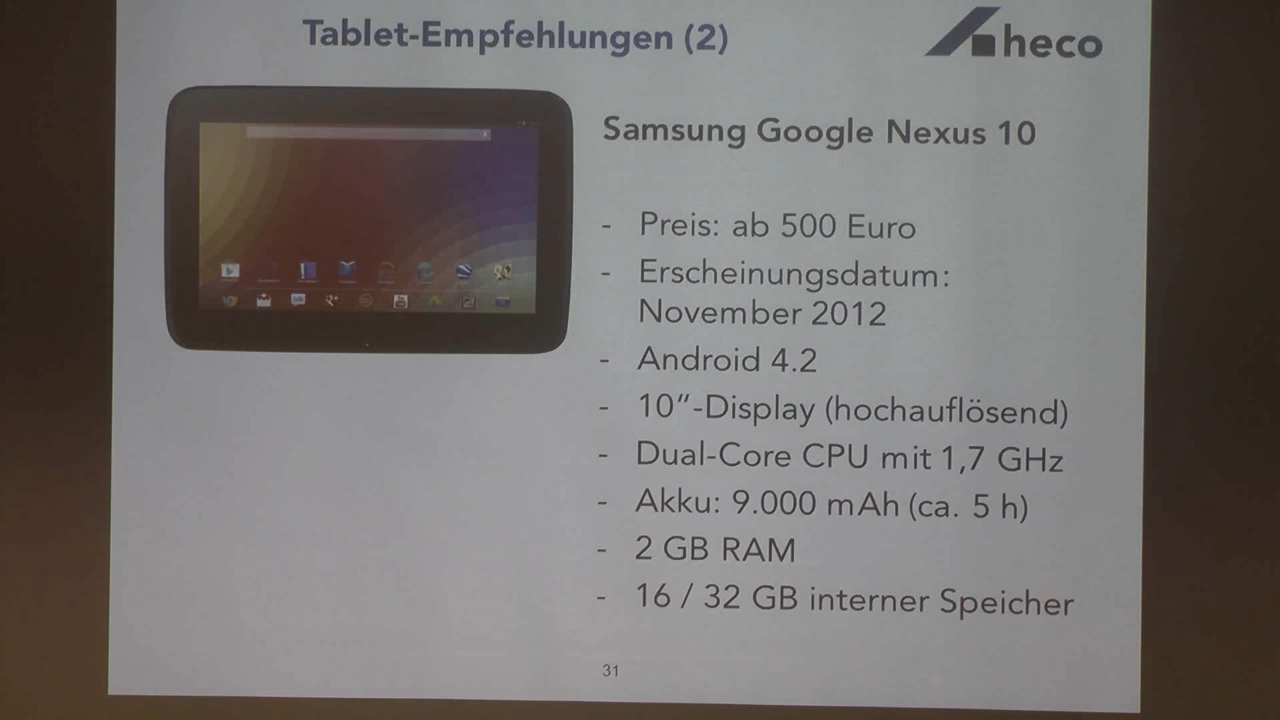 Tablet-Empfehlungen (2)
heco
Samsung Google Nexus 10
- Preis: ab 500 Euro
- Erscheinungsdatum:
November 2012
- Android 4.2
- 10"-Display (hochauflösend)
- Dual-Core CPU mit 1,7 GHz
- Akku: 9.000 mAh (ca. 5 h)
- 2 GB RAM
- 16 / 32 GB interner Speicher
31